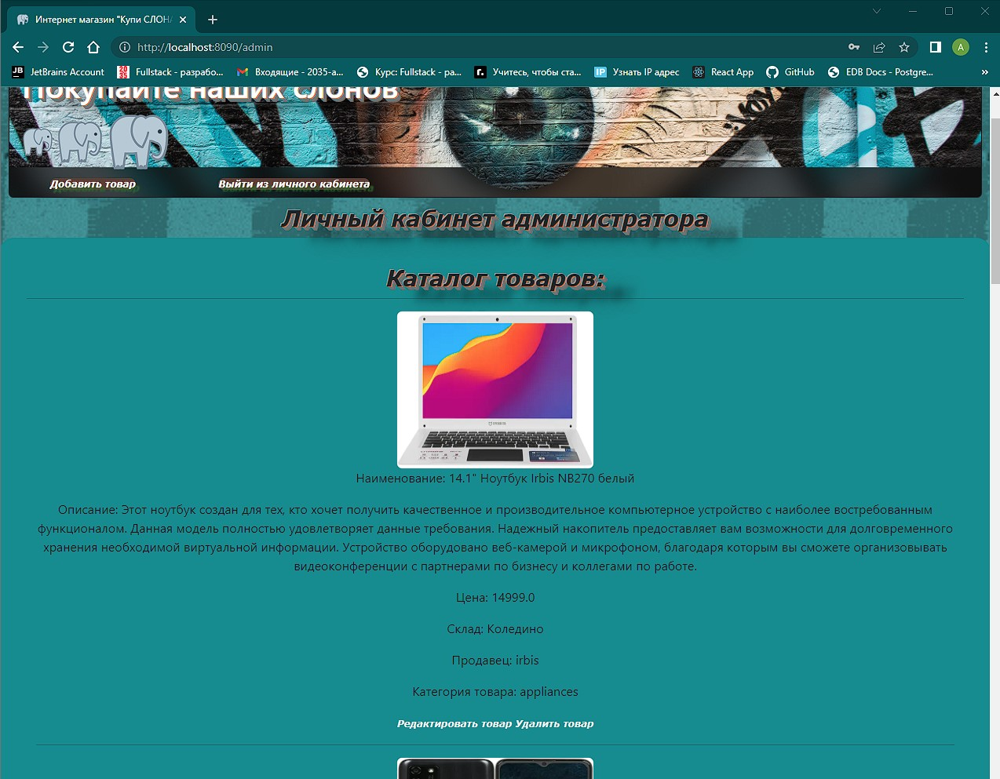 Интернет магазин "Купи СЛОНА
http://localhost:8090/admin
A
JetBrains Account
Fullstack - разрабо...
Входящие - 2035-a...
Курс: Fullstack - ра...
Учитесь, чтобы ста...
IP Узнать IP адрес
React App
GitHub
EDB Docs - Postgre...
Покупайте наших слонов
Добавить товар
Выйти из личного кабинета
Личный кабинет администратора
Каталог товаров:
IRBIS
Наименование: 14.1" Ноутбук Irbis NB270 белый
Описание: Этот ноутбук создан для тех, кто хочет получить качественное и производительное компьютерное устройство с наиболее востребованным
функционалом. Данная модель полностью удовлетворяет данные требования. Надежный накопитель предоставляет вам возможности для долговременного
хранения необходимой виртуальной информации. Устройство оборудовано веб-камерой и микрофоном, благодаря которым вы сможете организовывать
видеоконференции с партнерами по бизнесу и коллегами по работе.
Цена: 14999.0
Склад: Коледино
Продавец: irbis
Категория товара: appliances
Редактировать товар Удалить товар